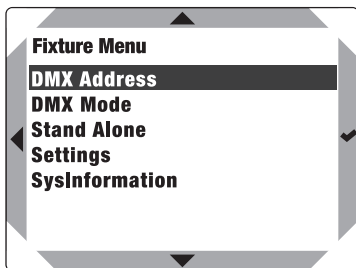 Fixture Menu
DMX Address
DMX Mode
Stand Alone
Settings
SysInformation